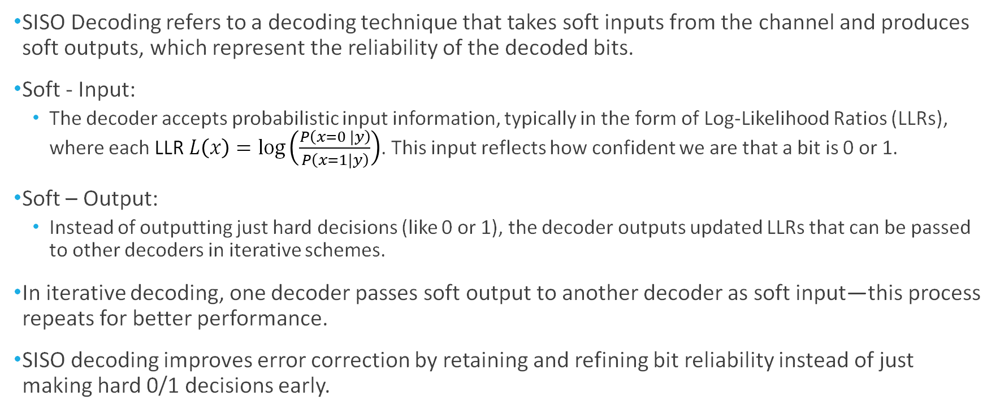 •SISO Decoding refers to a decoding technique that takes soft inputs from the channel and produces
soft outputs, which represent the reliability of the decoded bits.
•Soft - Input:
• The decoder accepts probabilistic input information, typically in the form of Log-Likelihood Ratios (LLRs),
where each LLR L(x) = log(P(x=0 |y)/P(x=1|y)). This input reflects how confident we are that a bit is 0 or 1.
•Soft – Output:
• Instead of outputting just hard decisions (like 0 or 1), the decoder outputs updated LLRs that can be passed
to other decoders in iterative schemes.
•In iterative decoding, one decoder passes soft output to another decoder as soft input—this process
repeats for better performance.
•SISO decoding improves error correction by retaining and refining bit reliability instead of just
making hard 0/1 decisions early.